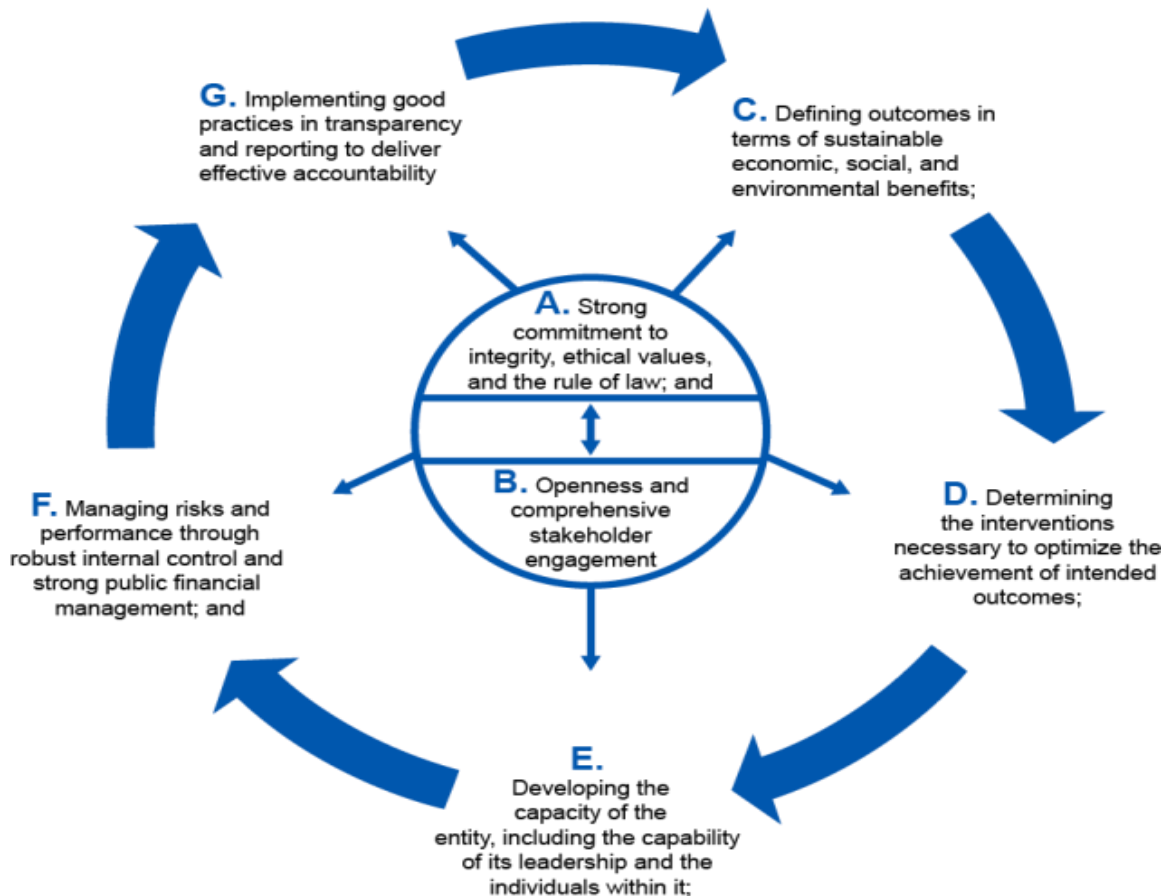 G. Implementing good
practices in transparency
and reporting to deliver
effective accountability
C. Defining outcomes in
terms of sustainable
economic, social, and
environmental benefits;
A. Strong
commitment to
integrity, ethical values,
and the rule of law; and
B. Openness and
comprehensive
stakeholder
engagement
D. Determining
the interventions
necessary to optimize the
achievement of intended
outcomes;
E.
Developing the
capacity of the
entity, including the capability
of its leadership and the
individuals within it;
F. Managing risks and
performance through
robust internal control and
strong public financial
management; and